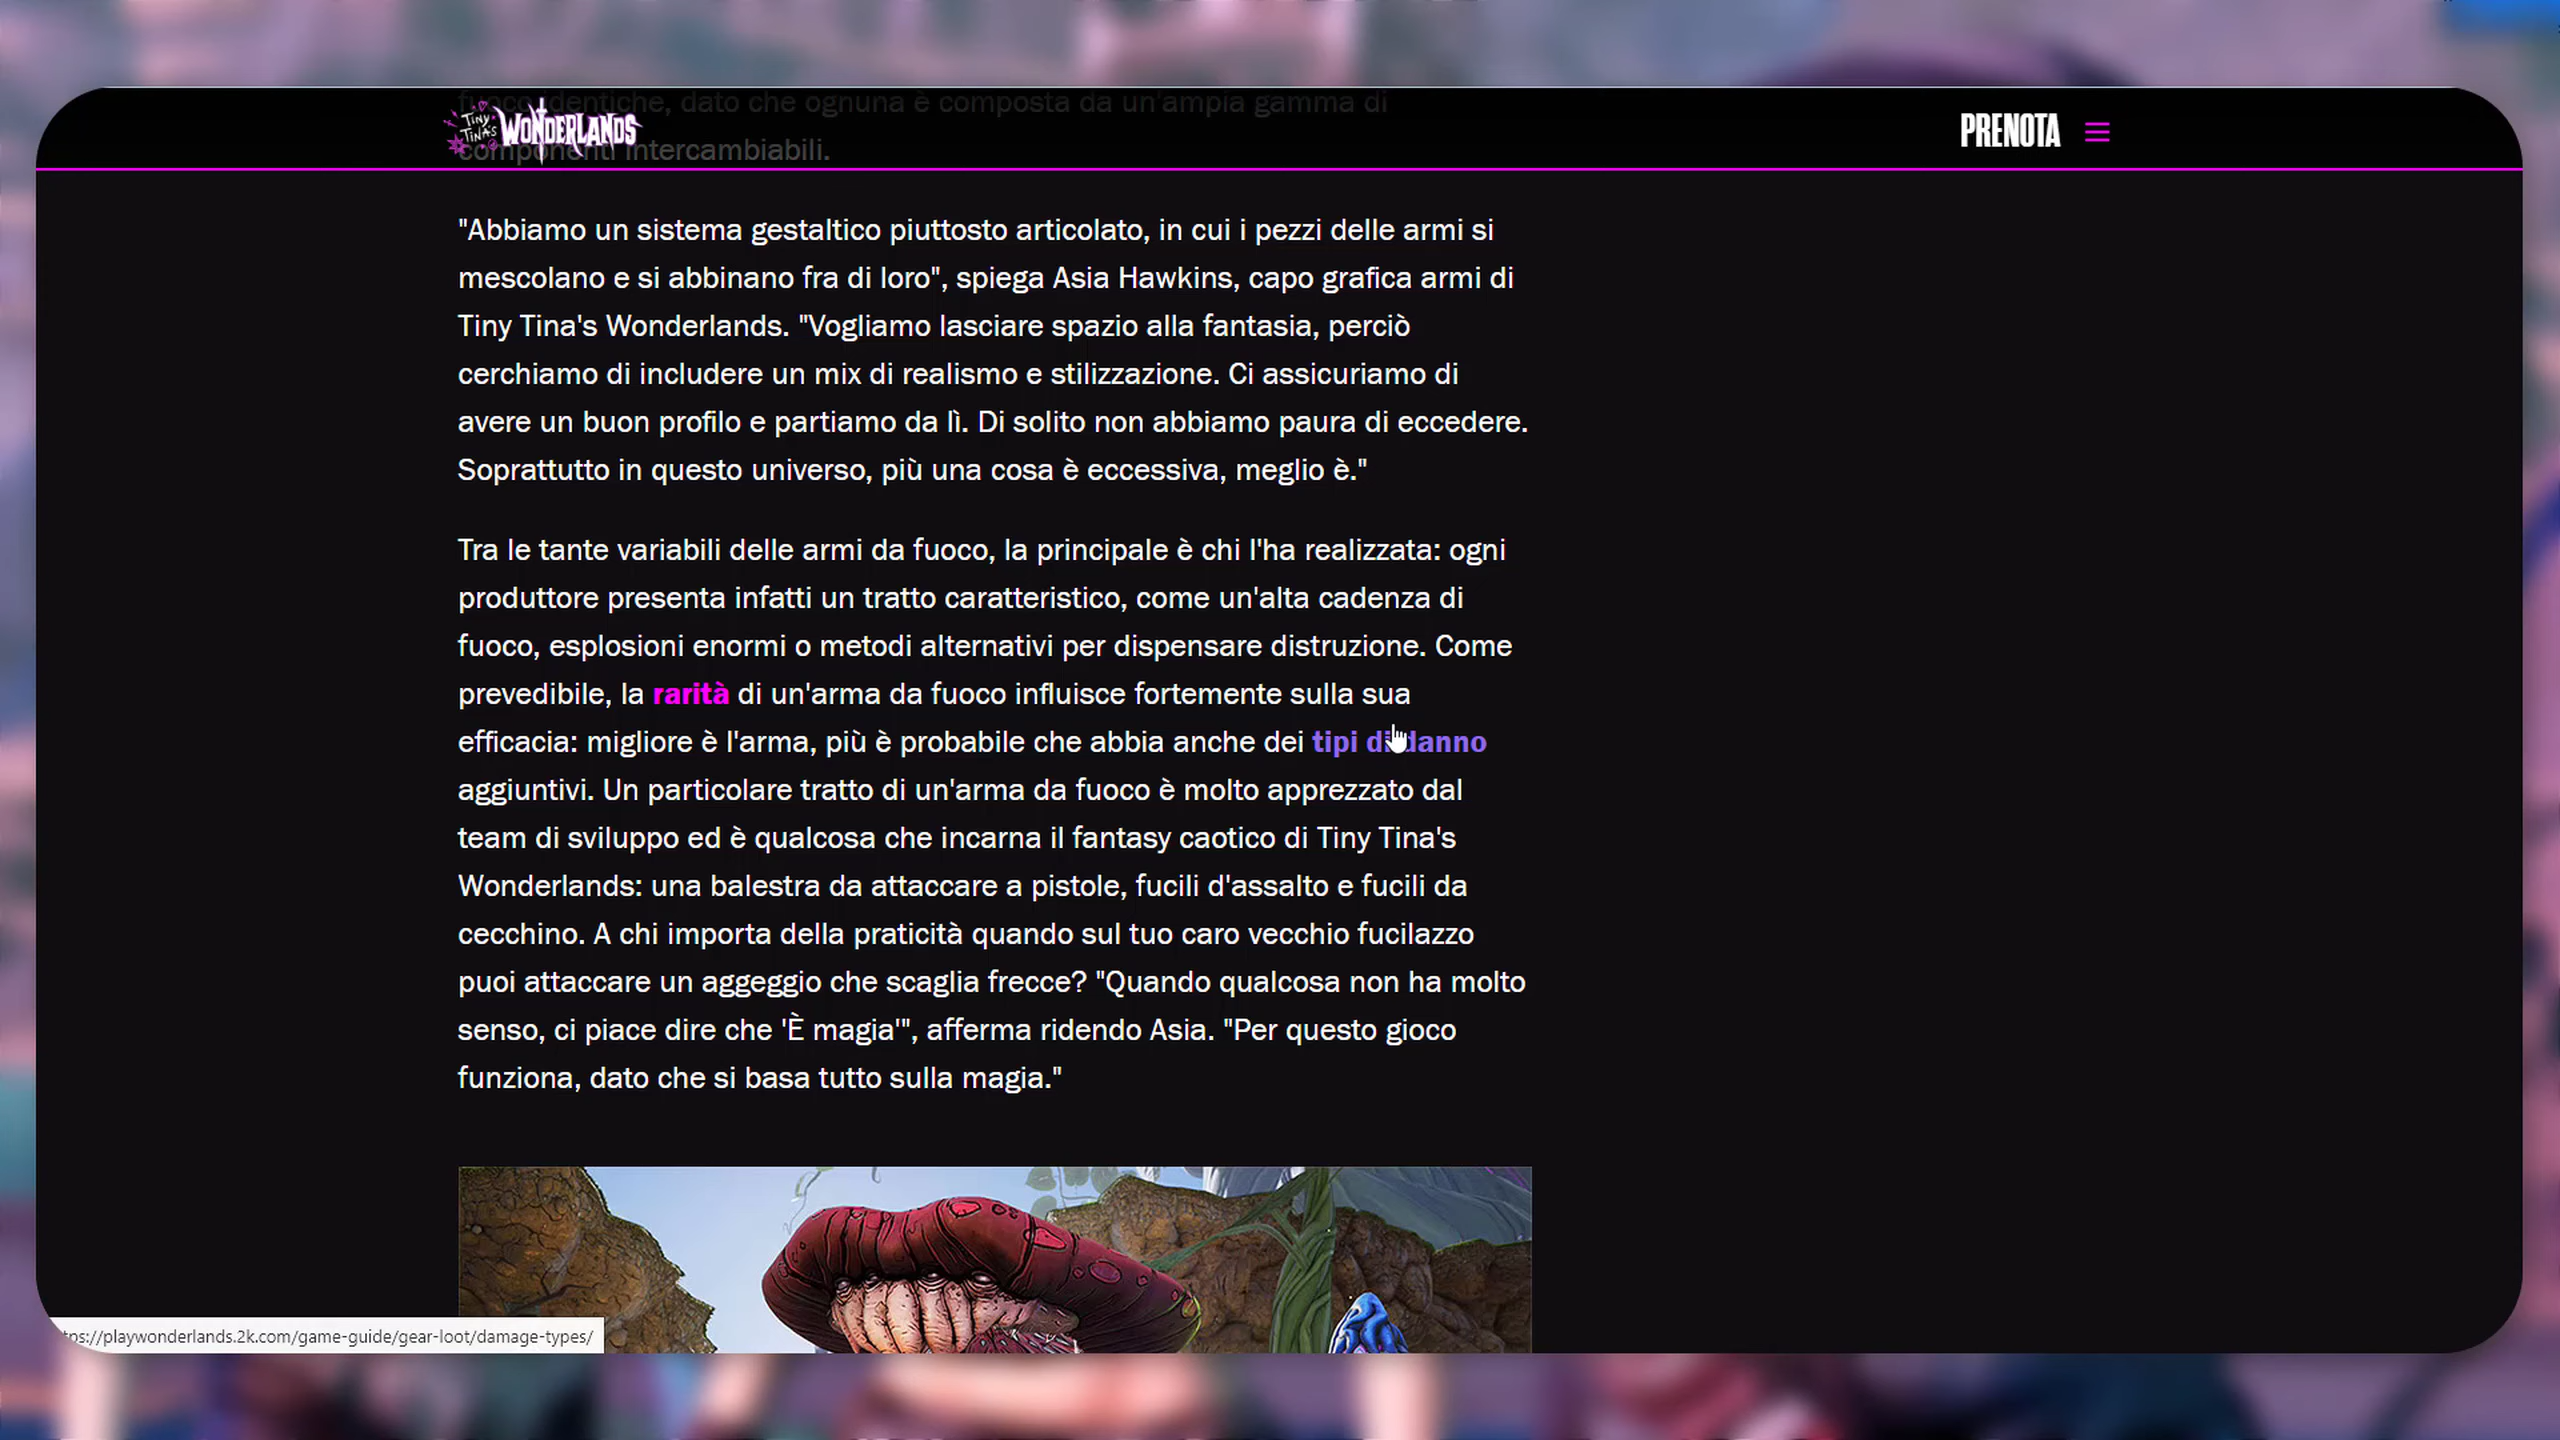 fuoco identiche, dato che ognuna è composta da un'ampia gamma di
TINY TINA'S WONDERLANDS
PRENOTA
componenti intercambiabili.
"Abbiamo un sistema gestaltico piuttosto articolato, in cui i pezzi delle armi si
mescolano e si abbinano fra di loro", spiega Asia Hawkins, capo grafica armi di
Tiny Tina's Wonderlands. "Vogliamo lasciare spazio alla fantasia, perciò
cerchiamo di includere un mix di realismo e stilizzazione. Ci assicuriamo di
avere un buon profilo e partiamo da lì. Di solito non abbiamo paura di eccedere.
Soprattutto in questo universo, più una cosa è eccessiva, meglio è."
Tra le tante variabili delle armi da fuoco, la principale è chi l'ha realizzata: ogni
produttore presenta infatti un tratto caratteristico, come un'alta cadenza di
fuoco, esplosioni enormi o metodi alternativi per dispensare distruzione. Come
prevedibile, la rarità di un'arma da fuoco influisce fortemente sulla sua
efficacia: migliore è l'arma, più è probabile che abbia anche dei tipi di danno
aggiuntivi. Un particolare tratto di un'arma da fuoco è molto apprezzato dal
team di sviluppo ed è qualcosa che incarna il fantasy caotico di Tiny Tina's
Wonderlands: una balestra da attaccare a pistole, fucili d'assalto e fucili da
cecchino. A chi importa della praticità quando sul tuo caro vecchio fucilazzo
puoi attaccare un aggeggio che scaglia frecce? "Quando qualcosa non ha molto
senso, ci piace dire che 'È magia'", afferma ridendo Asia. "Per questo gioco
funziona, dato che si basa tutto sulla magia."
tps://playwonderlands.2k.com/game-guide/gear-loot/damage-types/